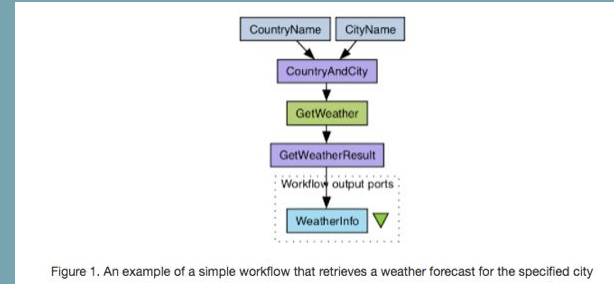 CountryName CityName
CountryAndCity
GetWeather
GetWeatherResult
Workflow output ports
WeatherInfo
Figure 1. An example of a simple workflow that retrieves a weather forecast for the specified city